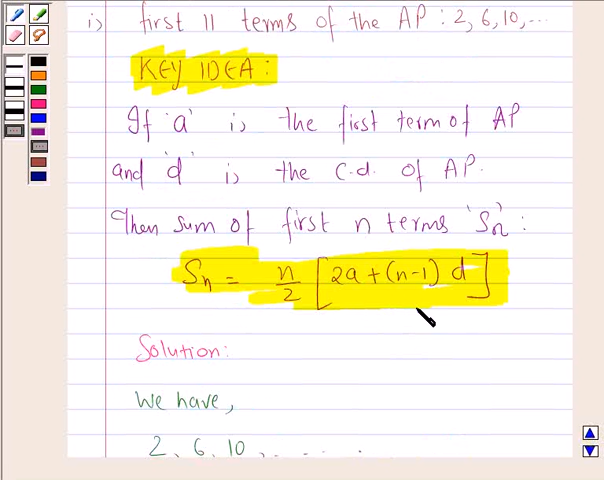 i) first 11 terms of the AP : 2, 6, 10, ...
KEY IDEA :
If 'a' is the first term of AP
and 'd' is the c.d. of AP.
Then sum of first n terms 'Sn' :
Sn = n/2 [2a + (n-1) d]
Solution:
We have,
2, 6, 10, . . . . . .